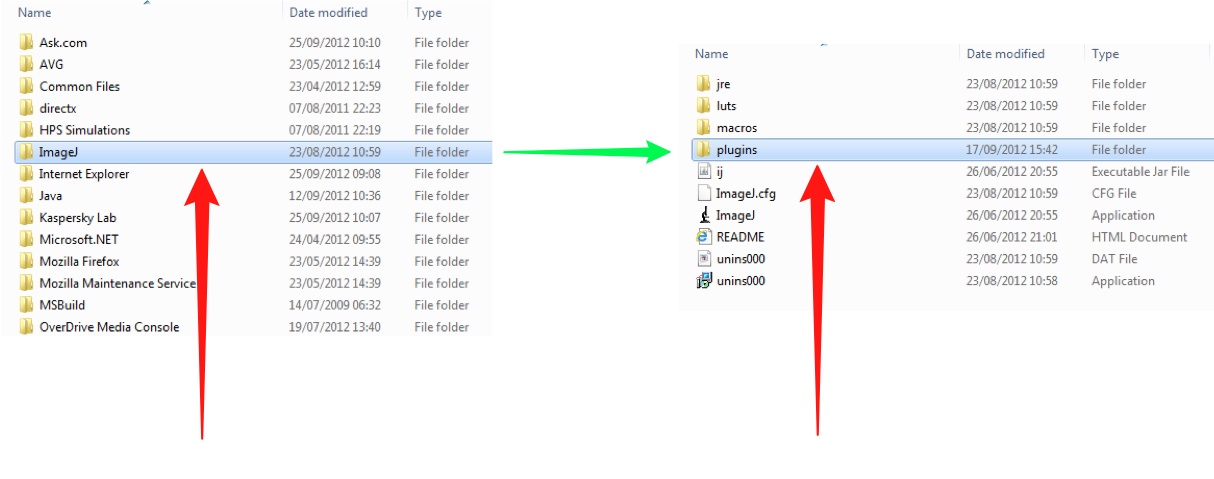 Name Date modified Type
Ask.com 25/09/2012 10:10 File folder
AVG 23/05/2012 16:14 File folder
Common Files 23/04/2012 12:59 File folder
directx 07/08/2011 22:23 File folder
HPS Simulations 07/08/2011 22:19 File folder
ImageJ 23/08/2012 10:59 File folder
Internet Explorer 25/09/2012 09:08 File folder
Java 12/09/2012 10:36 File folder
Kaspersky Lab 25/09/2012 10:07 File folder
Microsoft.NET 24/04/2012 09:55 File folder
Mozilla Firefox 23/05/2012 14:39 File folder
Mozilla Maintenance Service 23/05/2012 14:39 File folder
MSBuild 14/07/2009 06:32 File folder
OverDrive Media Console 19/07/2012 13:40 File folder
Name Date modified Type
jre 23/08/2012 10:59 File folder
luts 23/08/2012 10:59 File folder
macros 23/08/2012 10:59 File folder
plugins 17/09/2012 15:42 File folder
ij 26/06/2012 20:55 Executable Jar File
ImageJ.cfg 23/08/2012 10:59 CFG File
ImageJ 26/06/2012 20:55 Application
README 26/06/2012 21:01 HTML Document
unins000 23/08/2012 10:59 DAT File
unins000 23/08/2012 10:58 Application